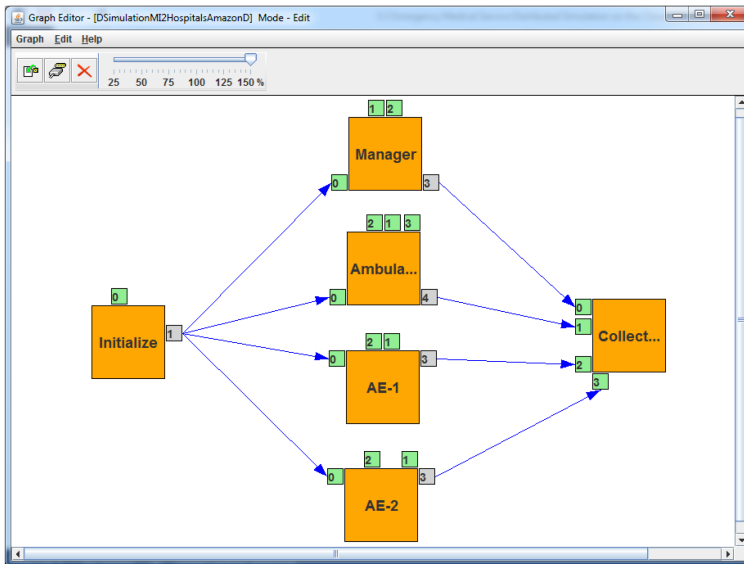 Graph Editor - [DSimulationMI2HospitalsAmazonD] Mode - Edit
Graph Edit Help
25 50 75 100 125 150 %
1 2
Manager
0 3
2 1 3
Ambula...
0 4
0
Initialize
1
0
1
Collect...
2
3
2 1
0 3
AE-1
2 1
0 3
AE-2